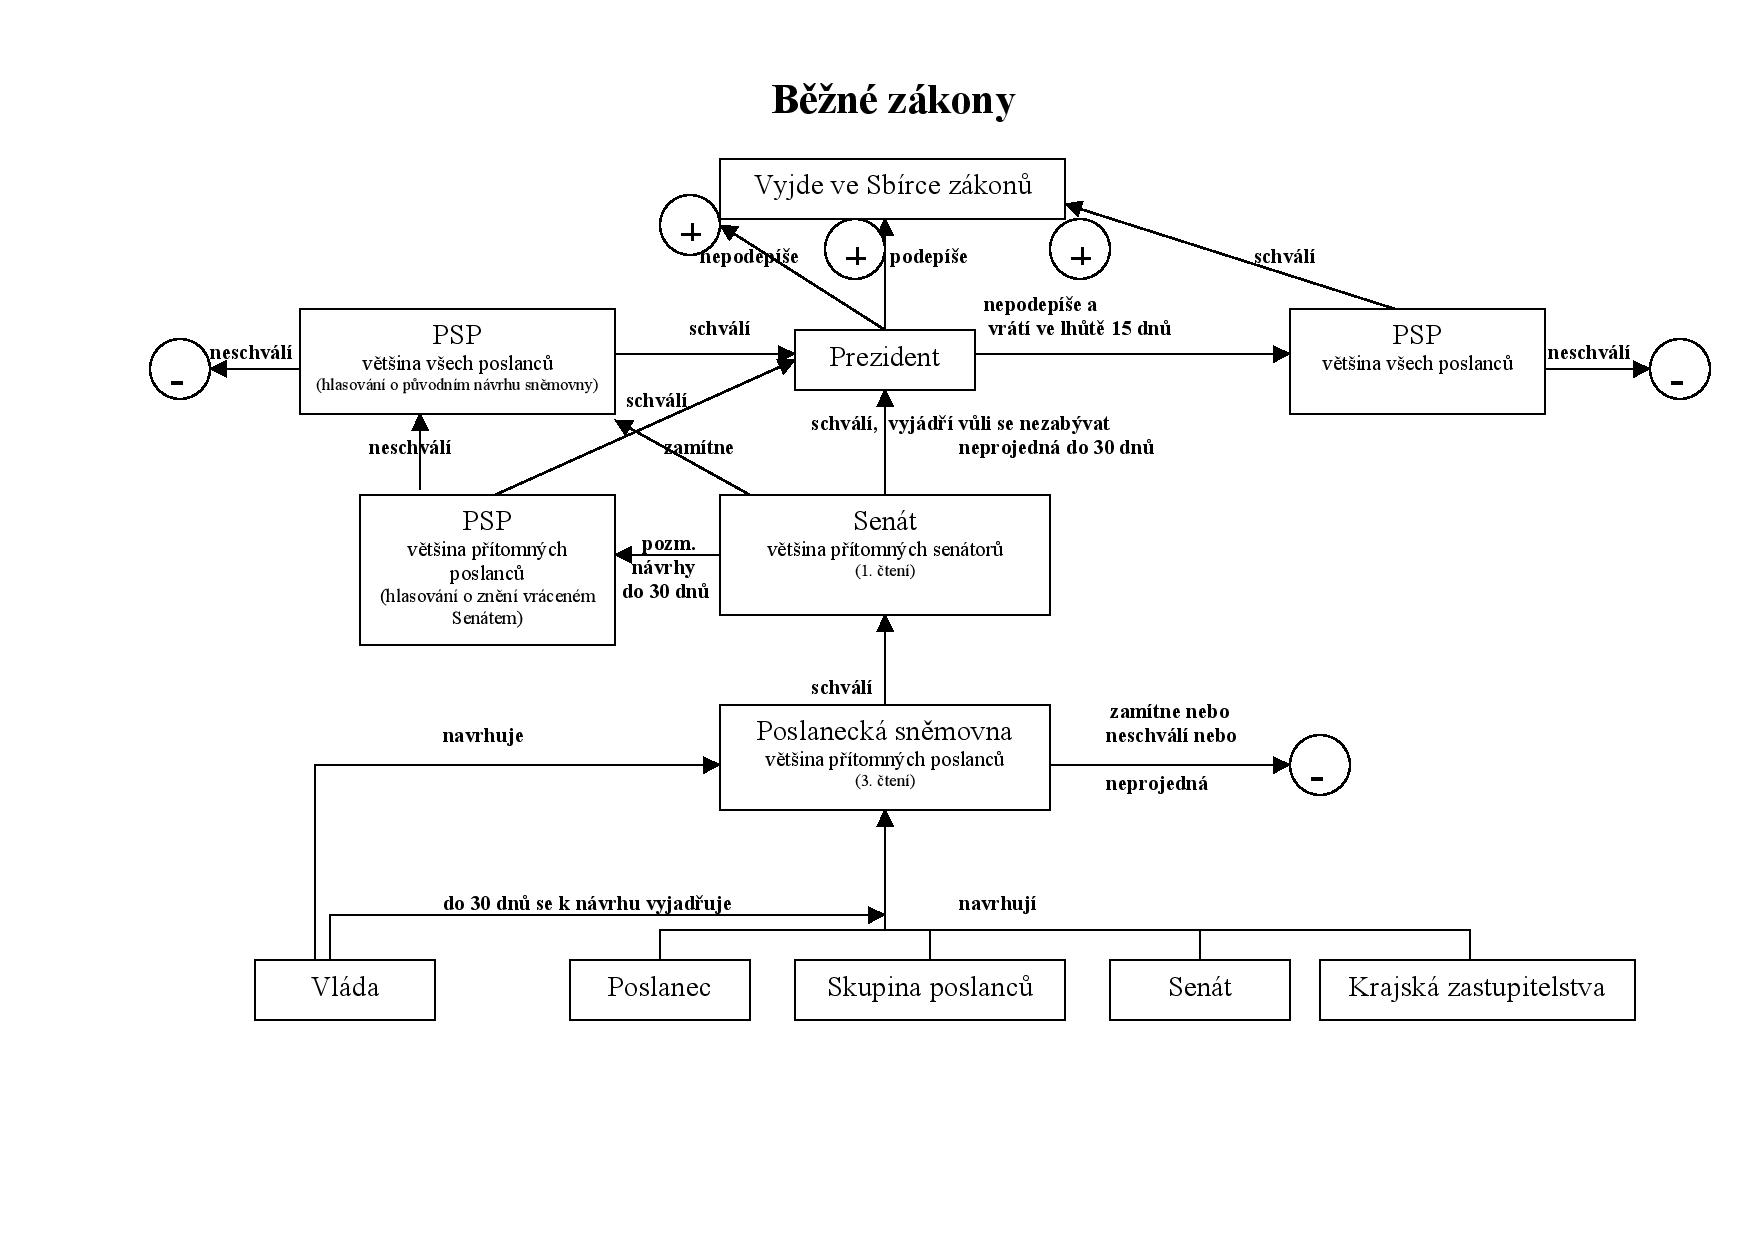 Běžné zákony
Vyjde ve Sbírce zákonů
+
+
+
nepodepíše
podepíše
schválí
nepodepíše a
vrátí ve lhůtě 15 dnů
PSP
většina všech poslanců
(hlasování o původním návrhu sněmovny)
schválí
Prezident
PSP
většina všech poslanců
neschválí
-
neschválí
-
schválí
schválí, vyjádří vůli se nezabývat
neprojedná do 30 dnů
neschválí
zamítne
PSP
většina přítomných
poslanců
(hlasování o znění vráceném
Senátem)
pozm.
návrhy
do 30 dnů
Senát
většina přítomných senátorů
(1. čtení)
schválí
navrhuje
Poslanecká sněmovna
většina přítomných poslanců
(3. čtení)
zamítne nebo
neschválí nebo
neprojedná
-
do 30 dnů se k návrhu vyjadřuje
navrhují
Vláda
Poslanec
Skupina poslanců
Senát
Krajská zastupitelstva